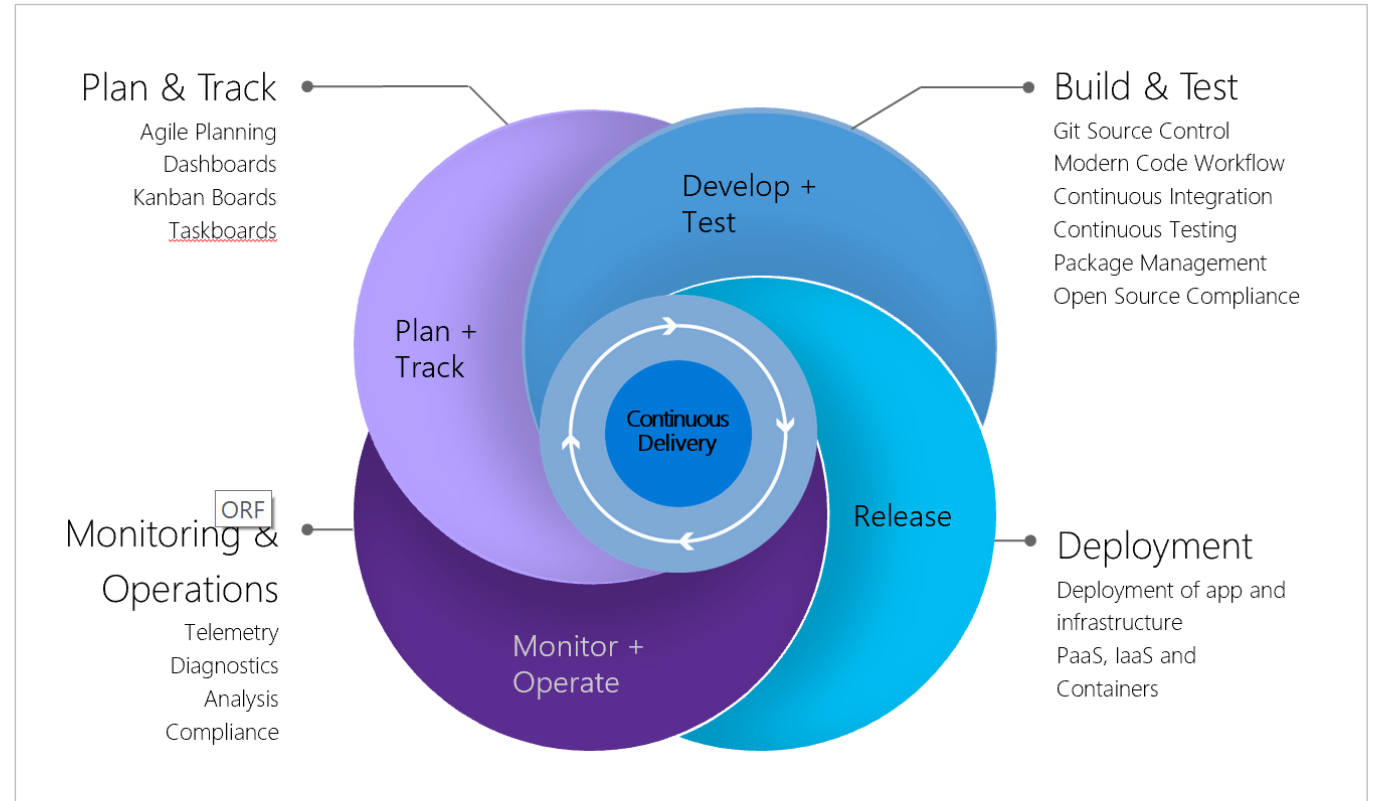 Plan & Track
Agile Planning
Dashboards
Kanban Boards
Taskboards
Build & Test
Git Source Control
Modern Code Workflow
Continuous Integration
Continuous Testing
Package Management
Open Source Compliance
Develop +
Test
Plan +
Track
Continuous
Delivery
Release
Monitor +
Operate
ORF
Monitoring &
Operations
Telemetry
Diagnostics
Analysis
Compliance
Deployment
Deployment of app and
infrastructure
PaaS, IaaS and
Containers